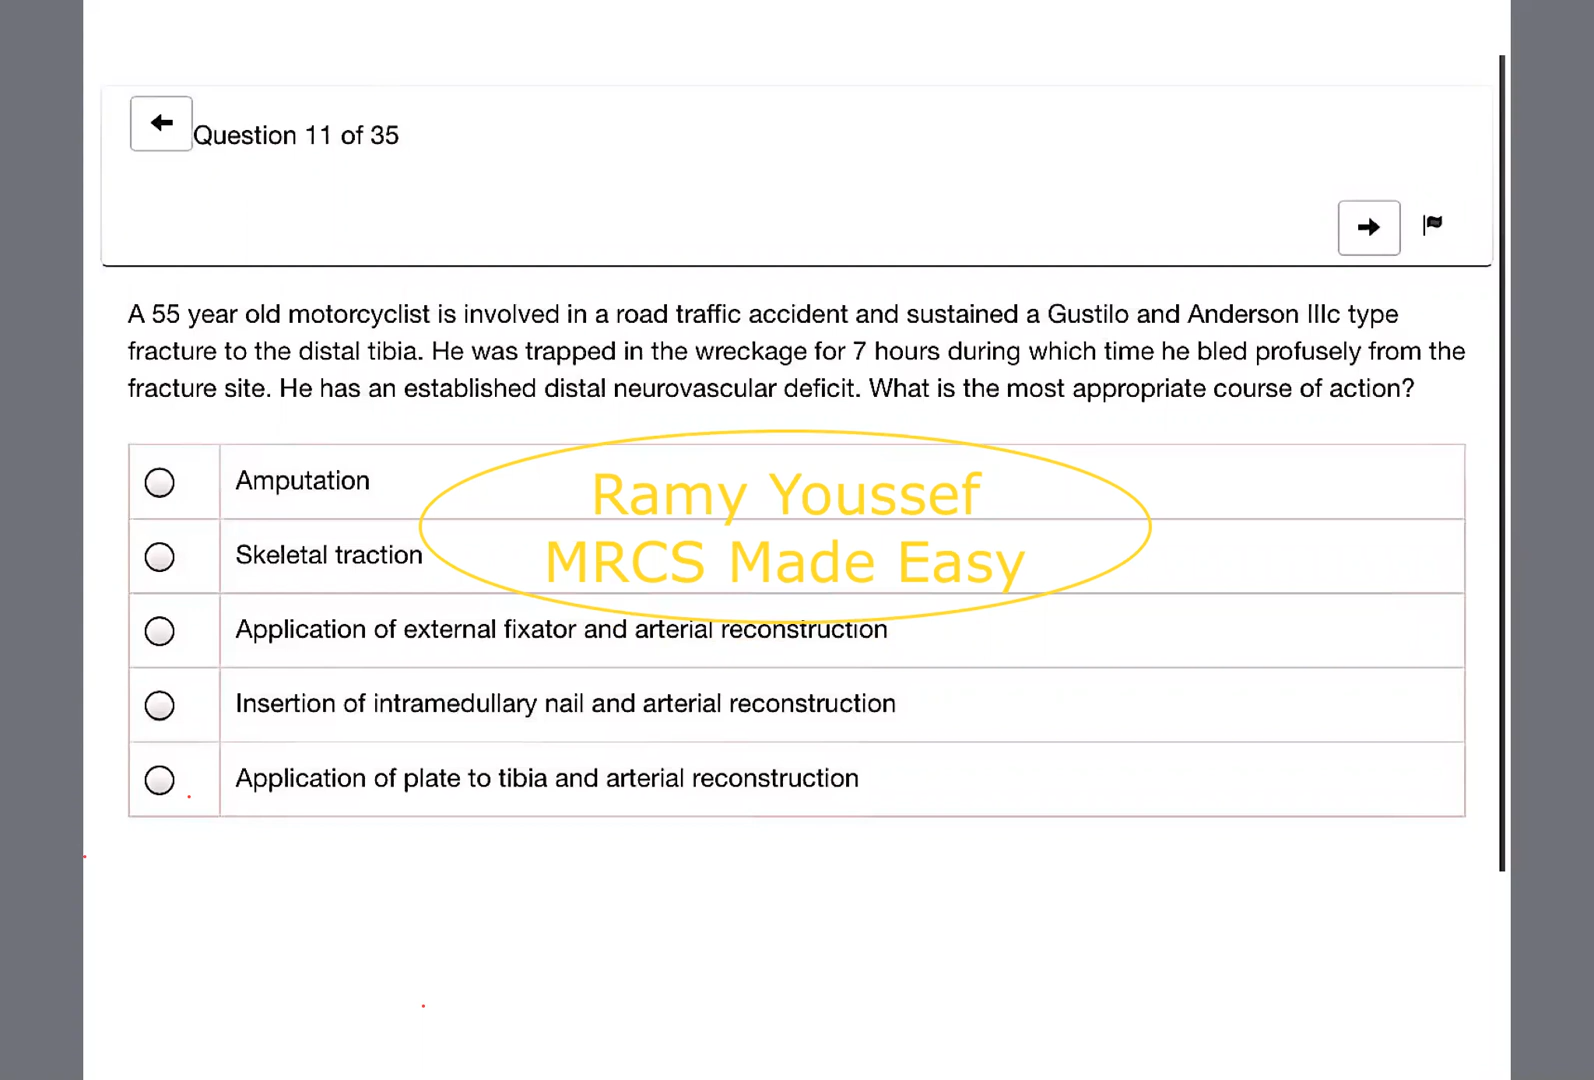 Question 11 of 35
A 55 year old motorcyclist is involved in a road traffic accident and sustained a Gustilo and Anderson IIIc type
fracture to the distal tibia. He was trapped in the wreckage for 7 hours during which time he bled profusely from the
fracture site. He has an established distal neurovascular deficit. What is the most appropriate course of action?
Amputation
Ramy Youssef
Skeletal traction
MRCS Made Easy
Application of external fixator and arterial reconstruction
Insertion of intramedullary nail and arterial reconstruction
Application of plate to tibia and arterial reconstruction